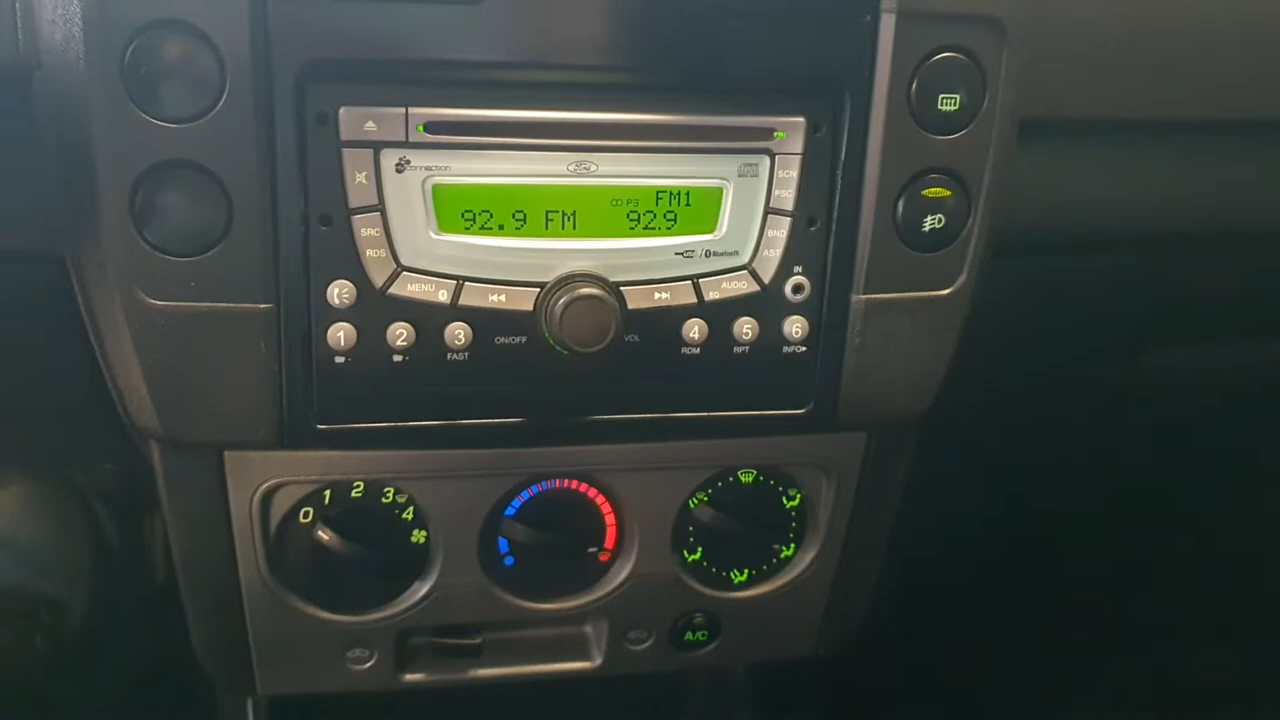 my connection
Ford
SCN
PSC
FM1
CD P3
92.9 FM 92.9
SRC
RDS
BND
AST
USB / Bluetooth
MENU
AUDIO
EQ
IN
1
2
3
4
5
6
FAST
ON/OFF
VOL
RDM
RPT
INFO
0
1
2
3
4
A/C